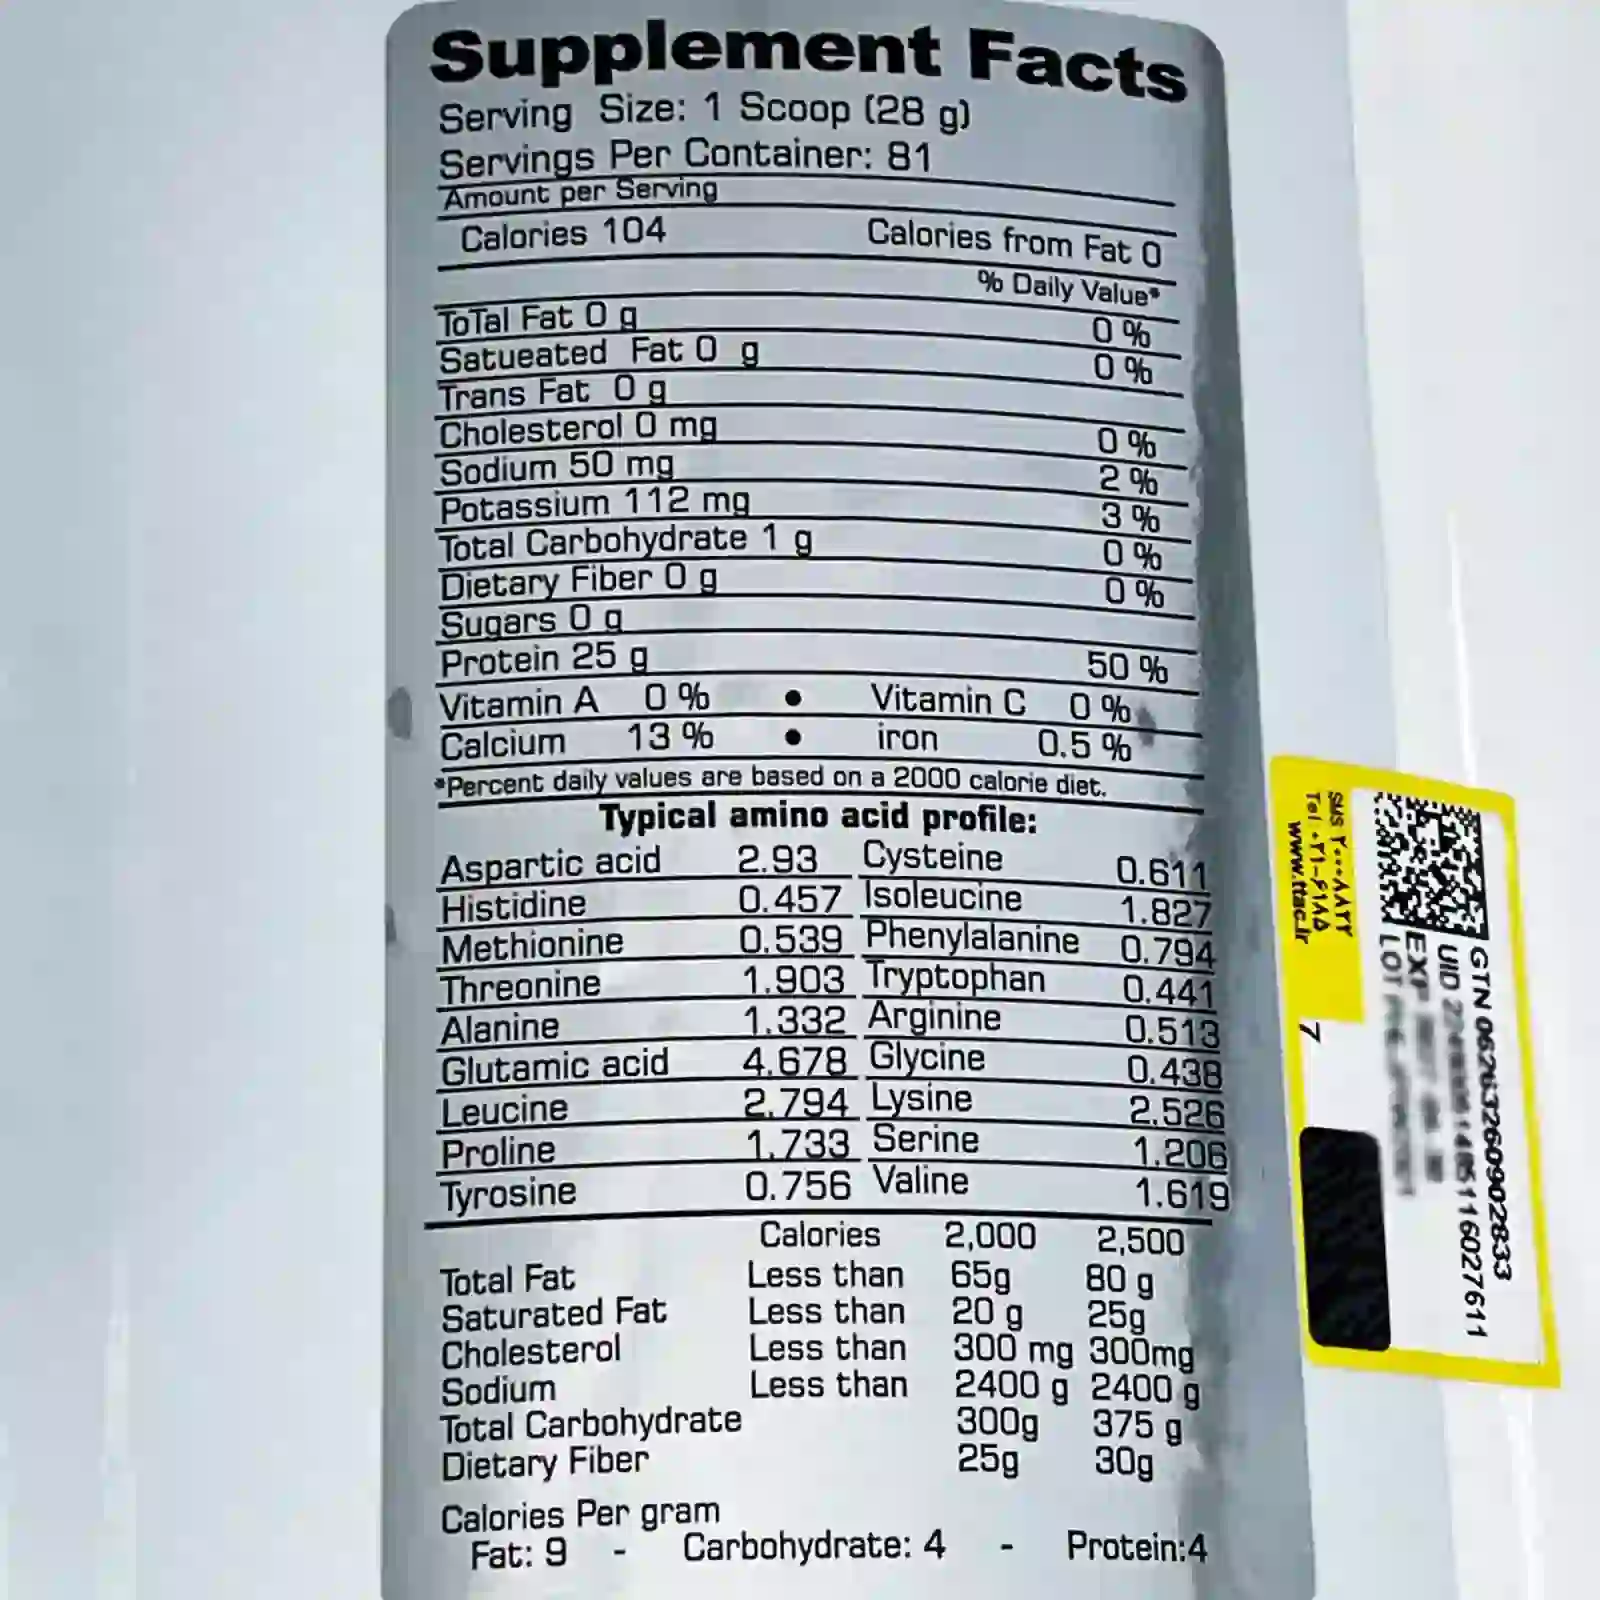 Supplement Facts
Serving Size: 1 Scoop (28 g)
Servings Per Container: 81
Amount per Serving
Calories 104 Calories from Fat 0
% Daily Value*
ToTal Fat 0 g 0 %
Satueated Fat 0 g 0 %
Trans Fat 0 g
Cholesterol 0 mg 0 %
Sodium 50 mg 2 %
Potassium 112 mg 3 %
Total Carbohydrate 1 g 0 %
Dietary Fiber 0 g 0 %
Sugars 0 g
Protein 25 g 50 %
Vitamin A 0 % • Vitamin C 0 %
Calcium 13 % • iron 0.5 %
*Percent daily values are based on a 2000 calorie diet.
Typical amino acid profile:
Aspartic acid 2.93 Cysteine 0.611
Histidine 0.457 Isoleucine 1.827
Methionine 0.539 Phenylalanine 0.794
Threonine 1.903 Tryptophan 0.441
Alanine 1.332 Arginine 0.513
Glutamic acid 4.678 Glycine 0.438
Leucine 2.794 Lysine 2.526
Proline 1.733 Serine 1.206
Tyrosine 0.756 Valine 1.619
Calories 2,000 2,500
Total Fat Less than 65g 80 g
Saturated Fat Less than 20 g 25g
Cholesterol Less than 300 mg 300mg
Sodium Less than 2400 g 2400 g
Total Carbohydrate 300g 375 g
Dietary Fiber 25g 30g
Calories Per gram
Fat: 9 - Carbohydrate: 4 - Protein:4
GTN 06263260902833
UID
EXP
LOT
SMS ۲۰۰۰۸۸۲۲
Tel ۰۲۱-۶۱۸۵
www.ttac.ir
7